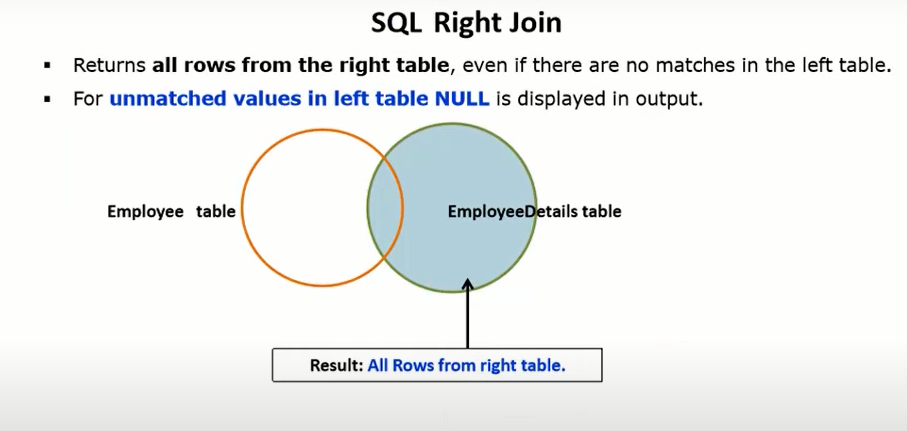 SQL Right Join
▪ Returns all rows from the right table, even if there are no matches in the left table.
▪ For unmatched values in left table NULL is displayed in output.
Employee table
EmployeeDetails table
Result: All Rows from right table.